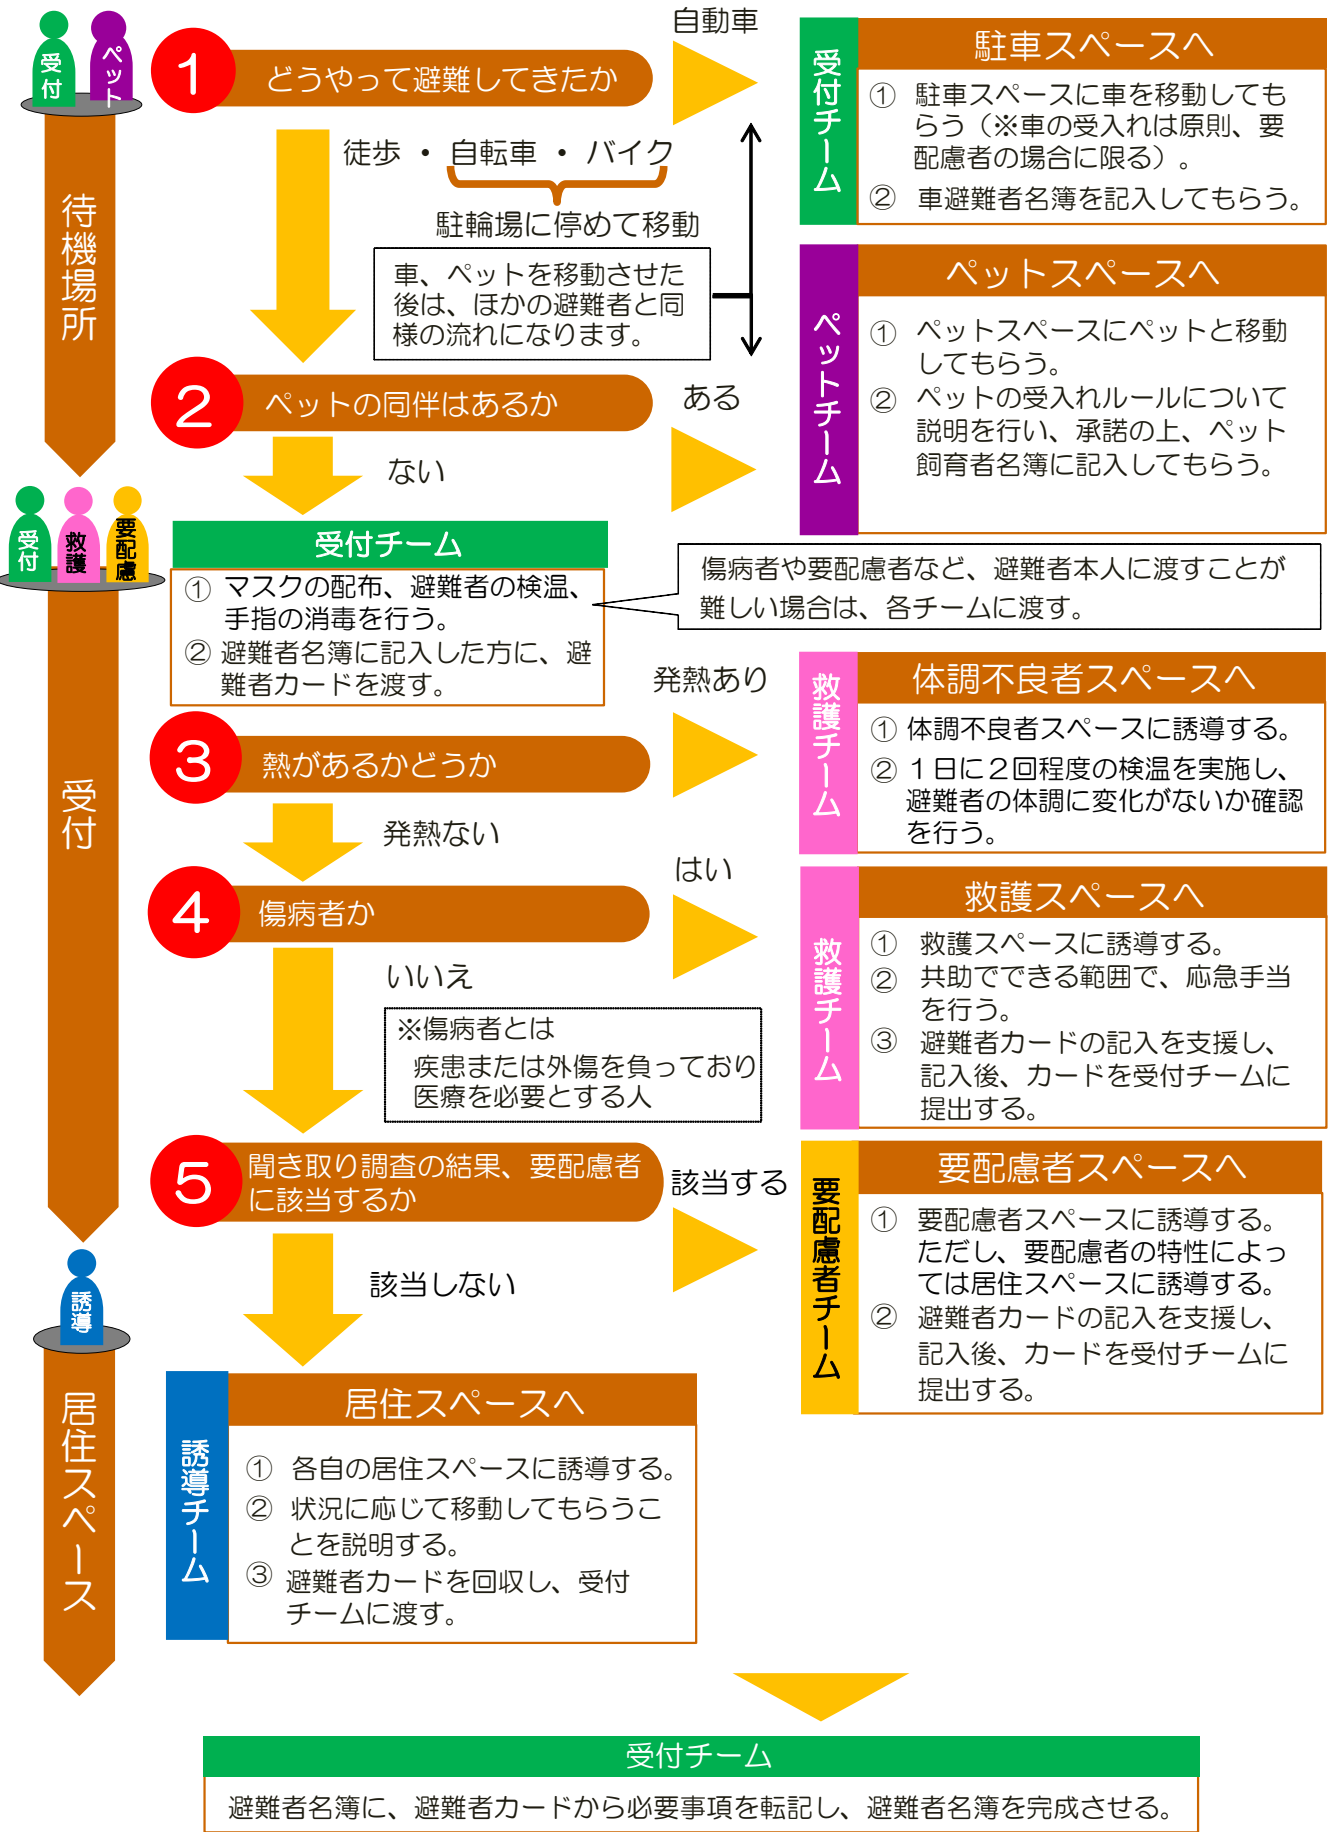 受付
ペット
待機場所
1
どうやって避難してきたか
自動車
徒歩 ・ 自転車 ・ バイク
駐輪場に停めて移動
車、ペットを移動させた
後は、ほかの避難者と同
様の流れになります。
受付チーム
駐車スペースへ
① 駐車スペースに車を移動しても
らう（※車の受入れは原則、要
配慮者の場合に限る）。
② 車避難者名簿を記入してもらう。
2
ペットの同伴はあるか
ある
ない
ペットチーム
ペットスペースへ
① ペットスペースにペットと移動
してもらう。
② ペットの受入れルールについて
説明を行い、承諾の上、ペット
飼育者名簿に記入してもらう。
受付
救護
要配慮
受付
受付チーム
① マスクの配布、避難者の検温、
手指の消毒を行う。
② 避難者名簿に記入した方に、避
難者カードを渡す。
傷病者や要配慮者など、避難者本人に渡すことが
難しい場合は、各チームに渡す。
3
熱があるかどうか
発熱あり
発熱ない
救護チーム
体調不良者スペースへ
① 体調不良者スペースに誘導する。
② １日に２回程度の検温を実施し、
避難者の体調に変化がないか確認
を行う。
4
傷病者か
はい
いいえ
※傷病者とは
疾患または外傷を負っており
医療を必要とする人
救護チーム
救護スペースへ
① 救護スペースに誘導する。
② 共助でできる範囲で、応急手当
を行う。
③ 避難者カードの記入を支援し、
記入後、カードを受付チームに
提出する。
5
聞き取り調査の結果、要配慮者
に該当するか
該当する
該当しない
要配慮者チーム
要配慮者スペースへ
① 要配慮者スペースに誘導する。
ただし、要配慮者の特性によっ
ては居住スペースに誘導する。
② 避難者カードの記入を支援し、
記入後、カードを受付チームに
提出する。
誘導
居住スペース
誘導チーム
居住スペースへ
① 各自の居住スペースに誘導する。
② 状況に応じて移動してもらうこ
とを説明する。
③ 避難者カードを回収し、受付
チームに渡す。
受付チーム
避難者名簿に、避難者カードから必要事項を転記し、避難者名簿を完成させる。